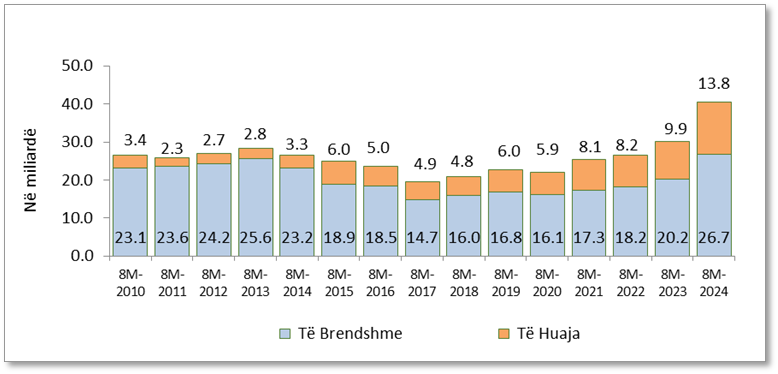 Në miliardë
50.0
40.0
30.0
20.0
10.0
0.0
3.4 2.3 2.7 2.8 3.3 6.0 5.0 4.9 4.8 6.0 5.9 8.1 8.2 9.9 13.8
23.1 23.6 24.2 25.6 23.2 18.9 18.5 14.7 16.0 16.8 16.1 17.3 18.2 20.2 26.7
8M- 8M- 8M- 8M- 8M- 8M- 8M- 8M- 8M- 8M- 8M- 8M- 8M- 8M- 8M-
2010 2011 2012 2013 2014 2015 2016 2017 2018 2019 2020 2021 2022 2023 2024
Të Brendshme Të Huaja